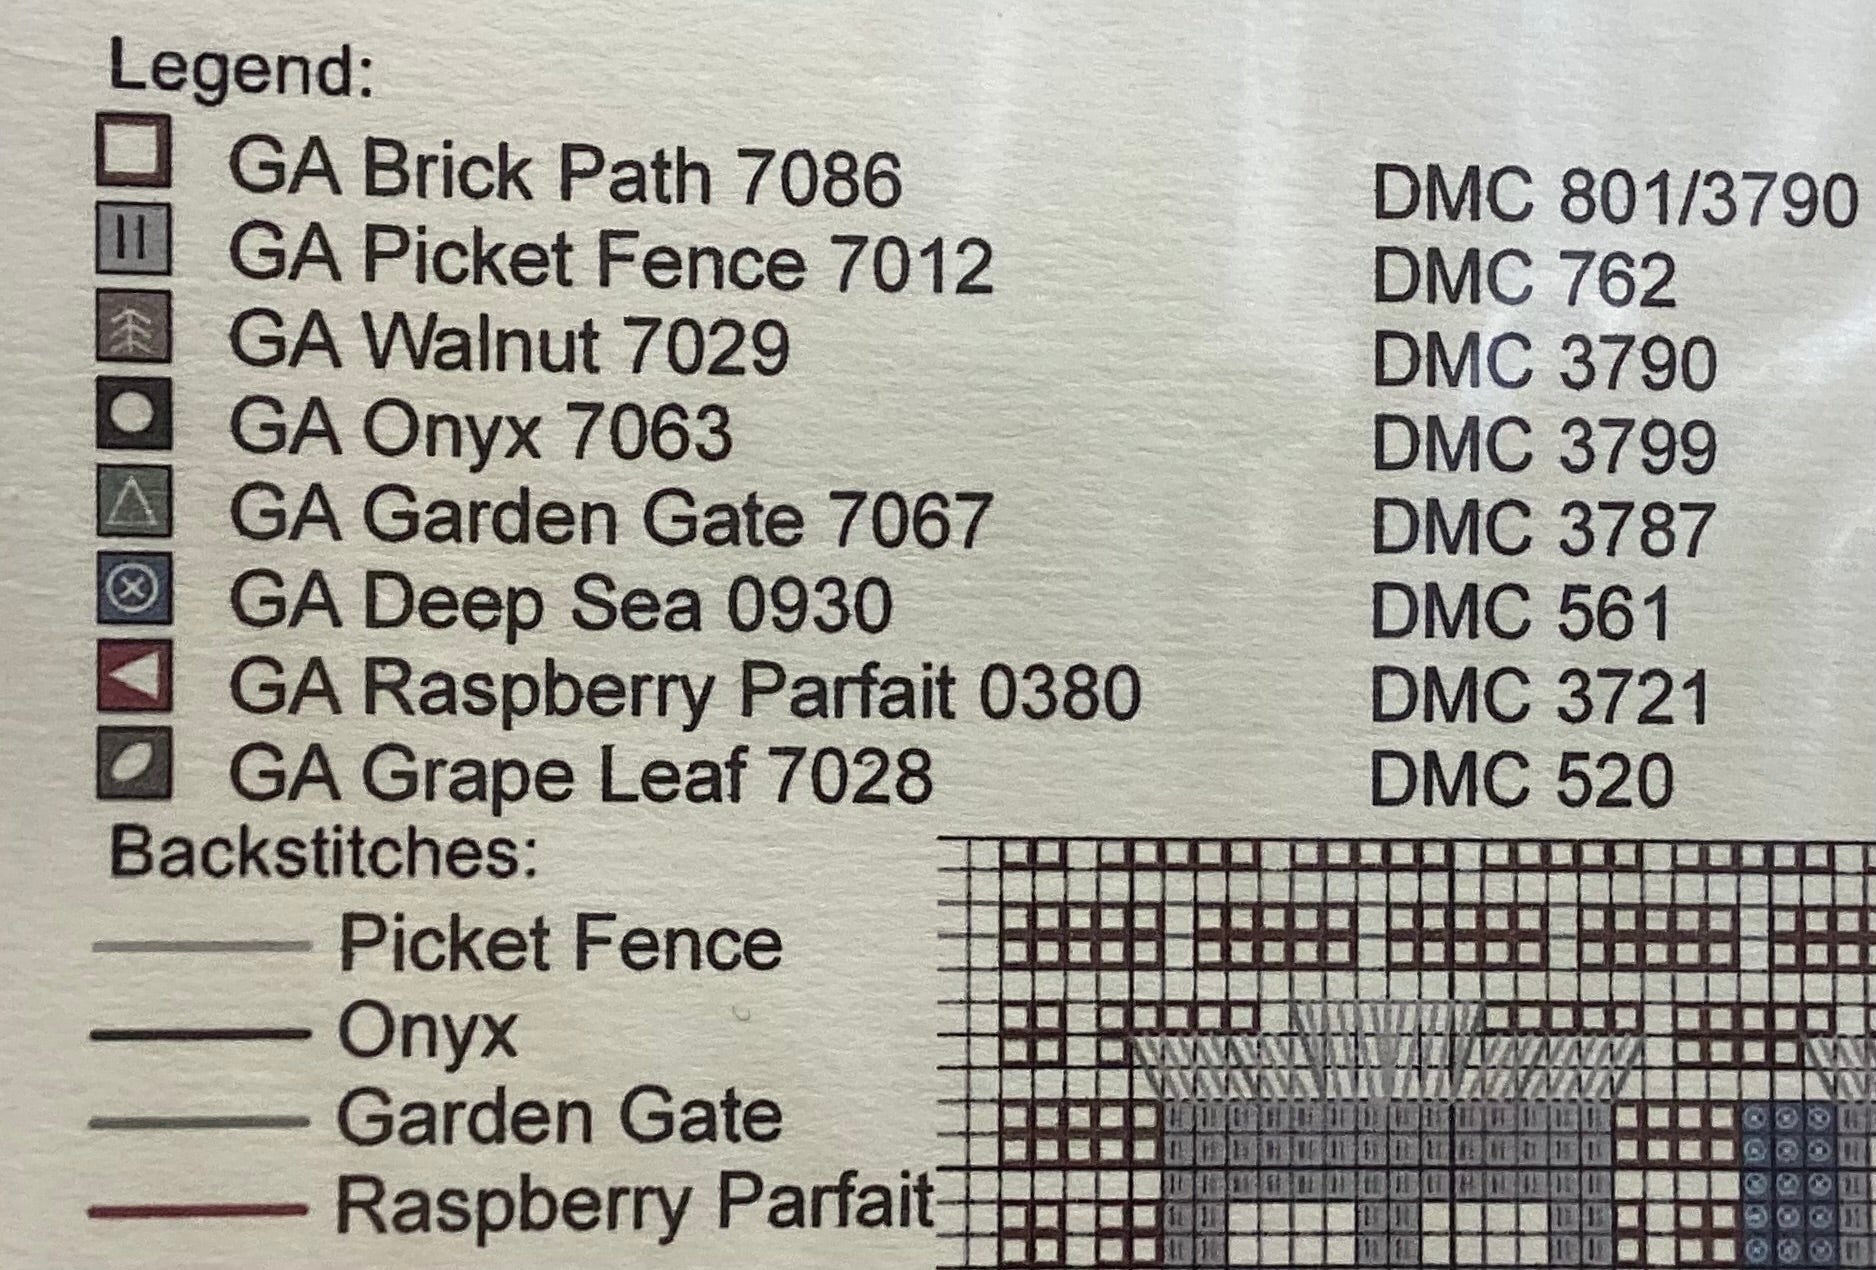 Legend:
GA Brick Path 7086 DMC 801/3790
GA Picket Fence 7012 DMC 762
GA Walnut 7029 DMC 3790
GA Onyx 7063 DMC 3799
GA Garden Gate 7067 DMC 3787
GA Deep Sea 0930 DMC 561
GA Raspberry Parfait 0380 DMC 3721
GA Grape Leaf 7028 DMC 520
Backstitches:
Picket Fence
Onyx
Garden Gate
Raspberry Parfait